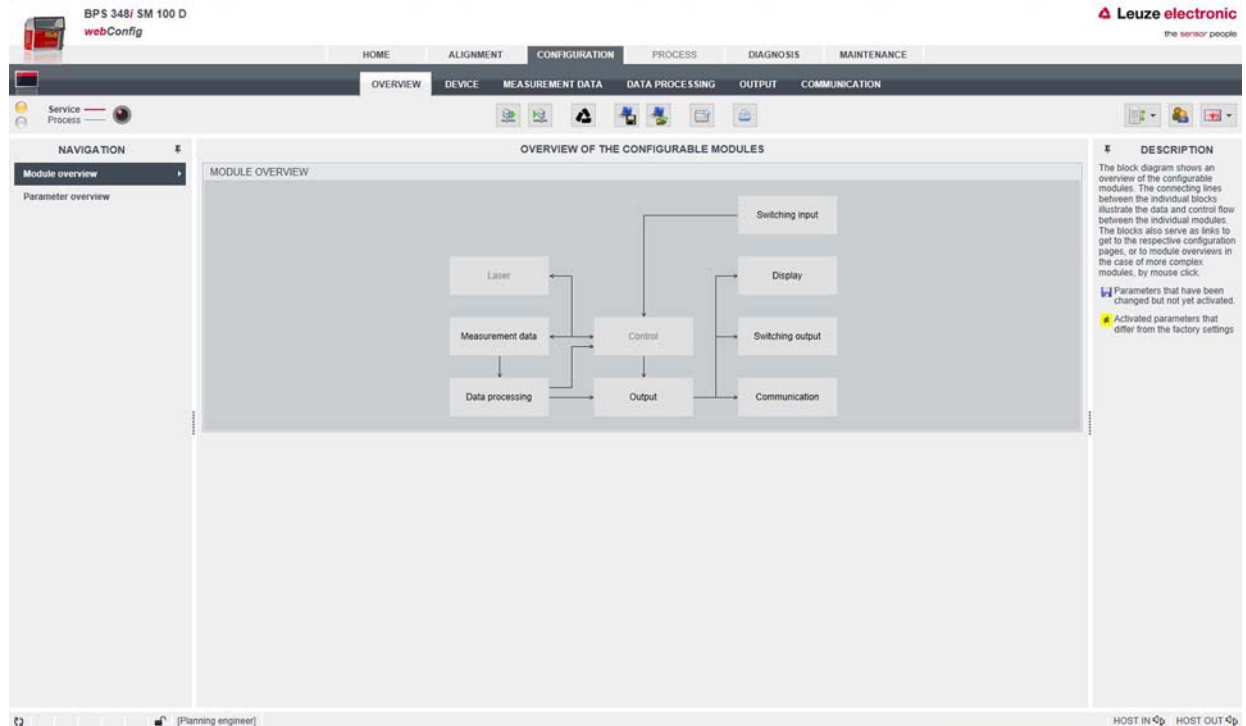 BPS 348i SM 100 D
webConfig
Leuze electronic
the sensor people
HOME ALIGNMENT CONFIGURATION PROCESS DIAGNOSIS MAINTENANCE
OVERVIEW DEVICE MEASUREMENT DATA DATA PROCESSING OUTPUT COMMUNICATION
Service
Process
NAVIGATION
Module overview
Parameter overview
OVERVIEW OF THE CONFIGURABLE MODULES
MODULE OVERVIEW
Switching input
Laser
Display
Measurement data
Control
Switching output
Data processing
Output
Communication
DESCRIPTION
The block diagram shows an
overview of the configurable
modules. The connecting lines
between the individual blocks
illustrate the data and control flow
between the individual modules.
The blocks also serve as links to
get to the respective configuration
pages, or to module overviews in
the case of more complex
modules, by mouse click.
Parameters that have been
changed but not yet activated.
Activated parameters that
differ from the factory settings
[Planning engineer]
HOST IN HOST OUT